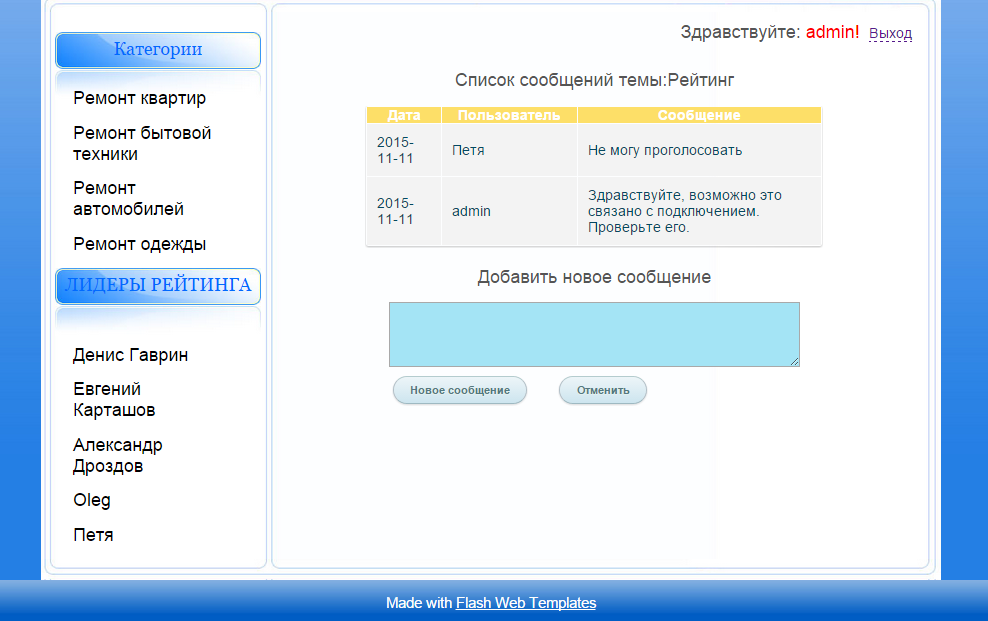 Категории
Ремонт квартир
Ремонт бытовой
техники
Ремонт
автомобилей
Ремонт одежды
ЛИДЕРЫ РЕЙТИНГА
Денис Гаврин
Евгений
Карташов
Александр
Дроздов
Oleg
Петя
Здравствуйте: admin! Выход
Список сообщений темы:Рейтинг
Дата Пользователь Сообщение
2015-
11-11
Петя
Не могу проголосовать
2015-
11-11
admin
Здравствуйте, возможно это
связано с подключением.
Проверьте его.
Добавить новое сообщение
Новое сообщение Отменить
Made with Flash Web Templates